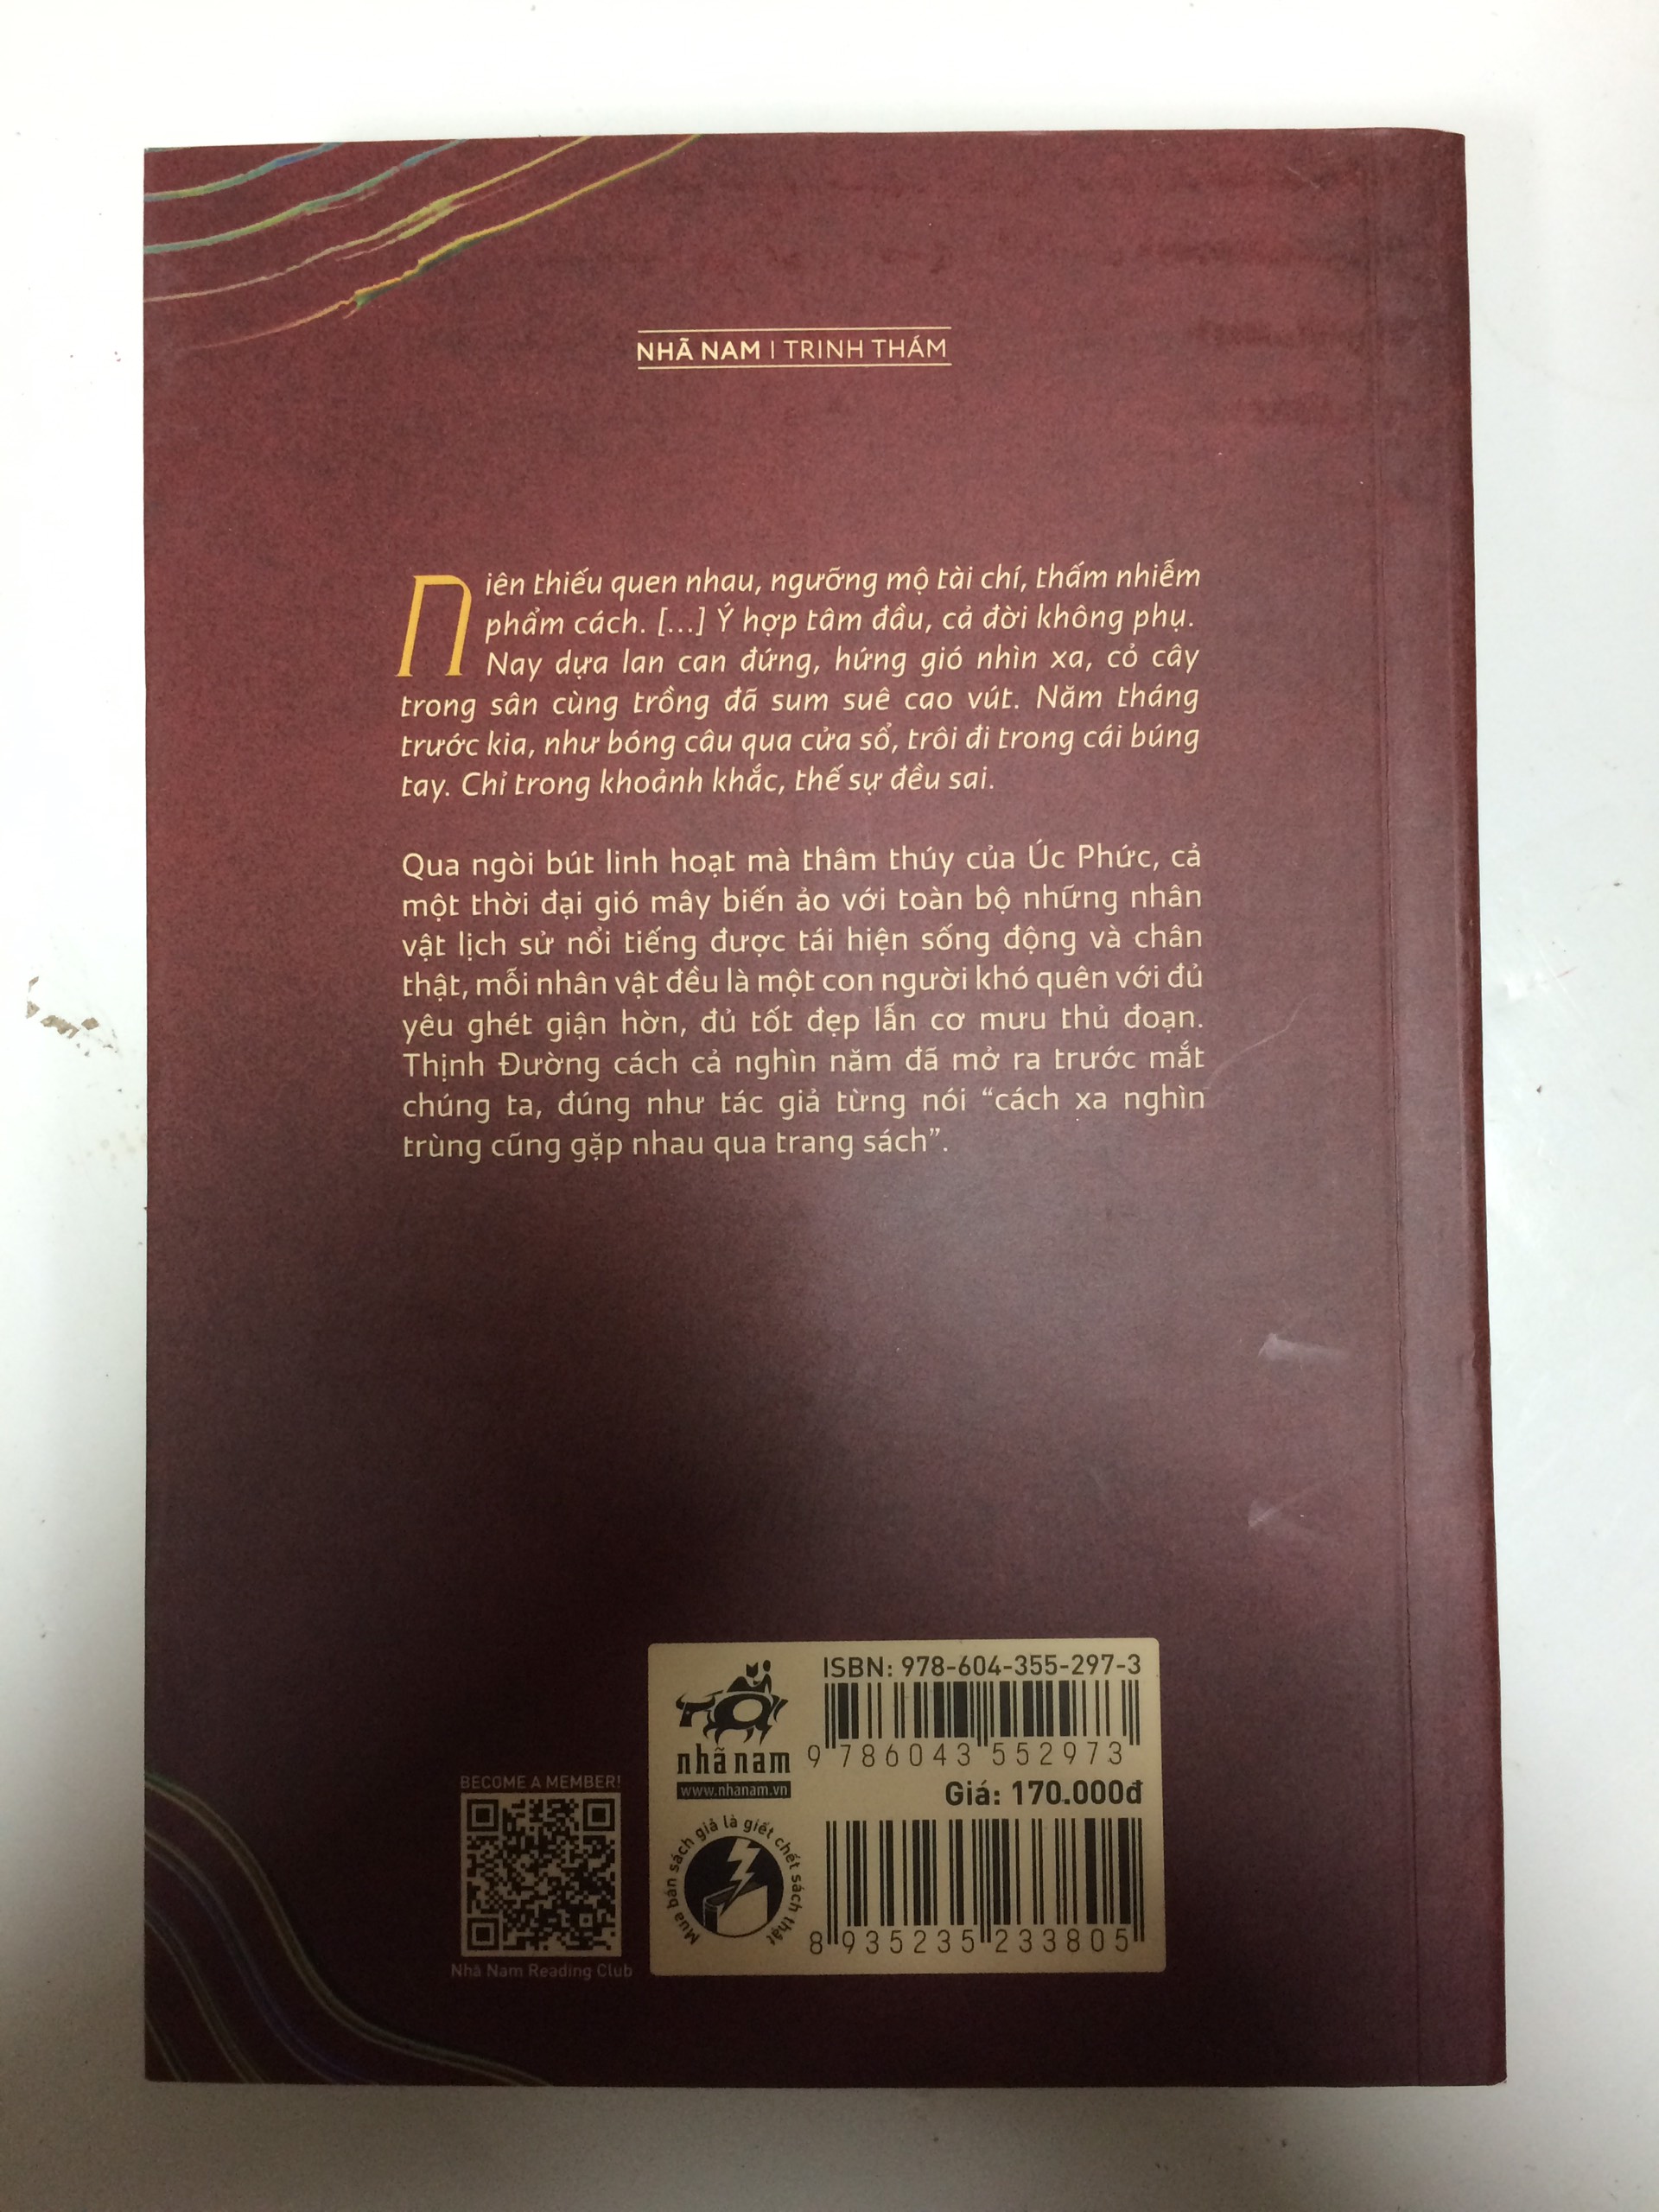 NHÃ NAM | TRINH THÁM
Niên thiếu quen nhau, ngưỡng mộ tài chí, thấm nhiễm
phẩm cách. [...] Ý hợp tâm đầu, cả đời không phụ.
Nay dựa lan can đứng, hứng gió nhìn xa, cỏ cây
trong sân cùng trồng đã sum suê cao vút. Năm tháng
trước kia, như bóng câu qua cửa sổ, trôi đi trong cái búng
tay. Chỉ trong khoảnh khắc, thế sự đều sai.
Qua ngòi bút linh hoạt mà thâm thúy của Úc Phức, cả
một thời đại gió mây biến ảo với toàn bộ những nhân
vật lịch sử nổi tiếng được tái hiện sống động và chân
thật, mỗi nhân vật đều là một con người khó quên với đủ
yêu ghét giận hờn, đủ tốt đẹp lẫn cơ mưu thủ đoạn.
Thịnh Đường cách cả nghìn năm đã mở ra trước mắt
chúng ta, đúng như tác giả từng nói “cách xa nghìn
trùng cũng gặp nhau qua trang sách”.
BECOME A MEMBER!
Nhã Nam Reading Club
nhã nam
www.nhanam.vn
Mua bán sách giả là giết chết sách thật
ISBN: 978-604-355-297-3
9 786043 552973
Giá: 170.000đ
8 935235 233805